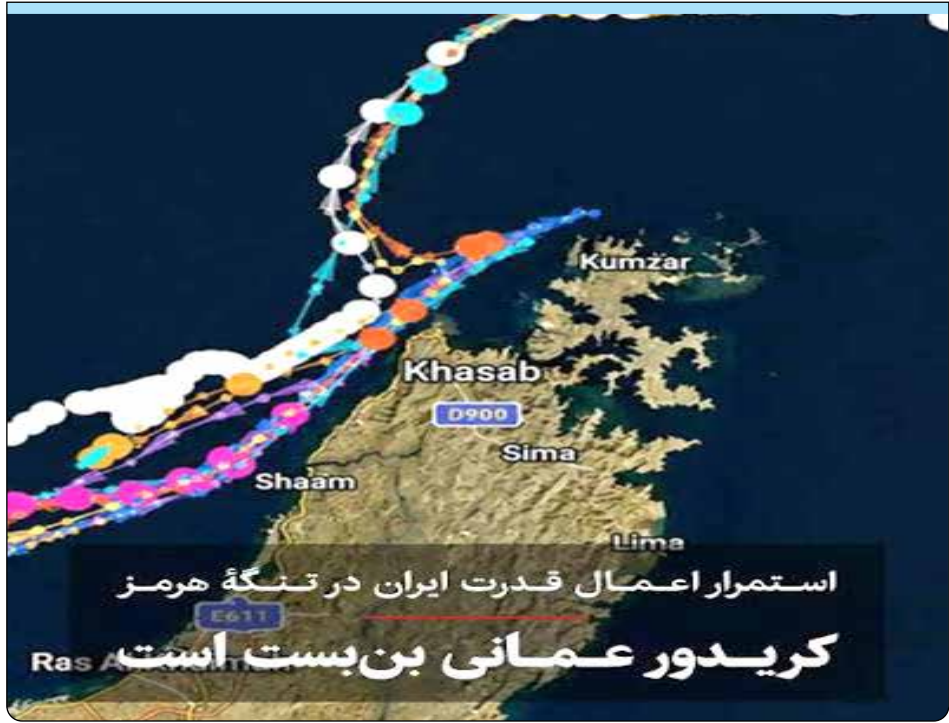 Kumzar
Khasab
D900
Sima
Shaam
Lima
استمرار اعمال قدرت ایران در تنگهٔ هرمز
E611
کریدور عمانی بن‌بست است
Ras